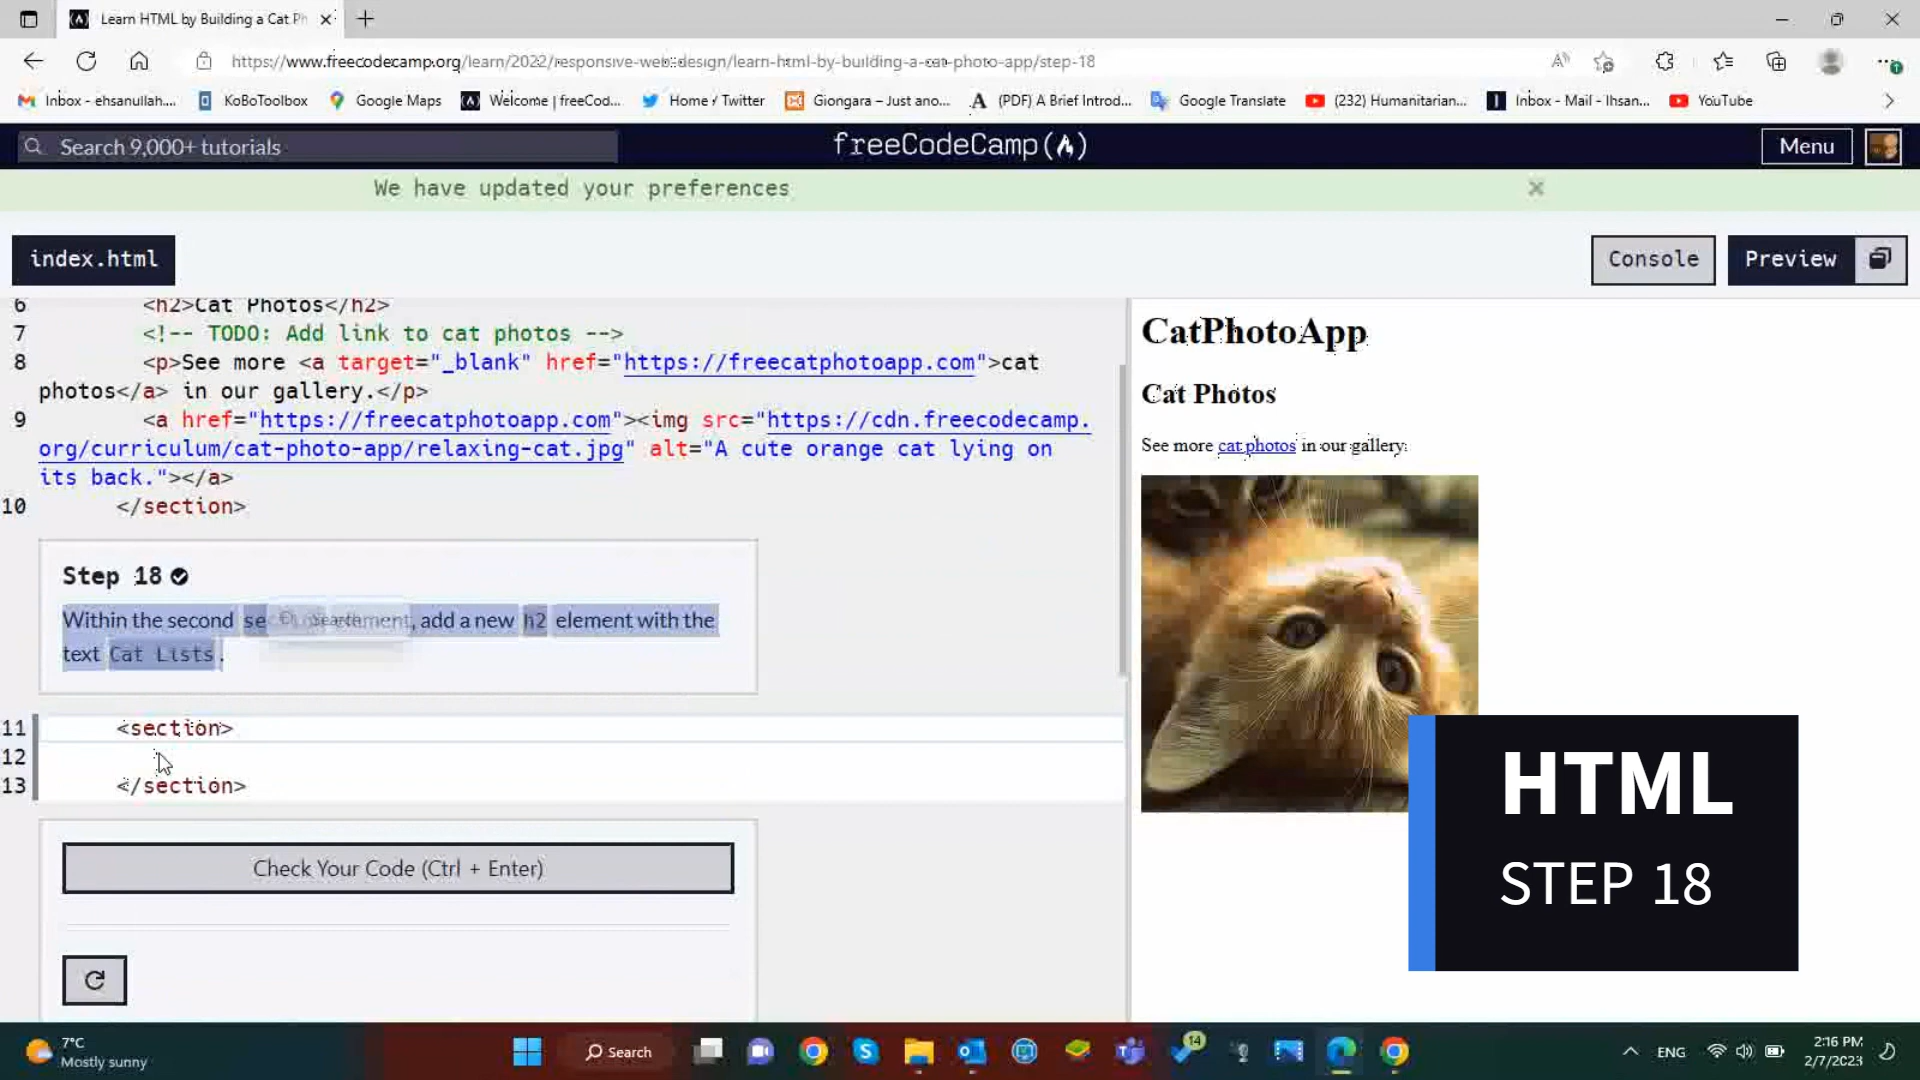 Learn HTML by Building a Cat Ph
https://www.freecodecamp.org/learn/2022/responsive-web-design/learn-html-by-building-a-cat-photo-app/step-18
Inbox - ehsanullah....
KoBoToolbox
Google Maps
Welcome | freeCod...
Home / Twitter
Giongara – Just ano...
(PDF) A Brief Introd...
Google Translate
(232) Humanitarian...
Inbox - Mail - Ihsan...
YouTube
Search 9,000+ tutorials
freeCodeCamp
Menu
We have updated your preferences
index.html
Console
Preview
6 <h2>Cat Photos</h2>
7 <!-- TODO: Add link to cat photos -->
8 <p>See more <a target="_blank" href="https://freecatphotoapp.com">cat
photos</a> in our gallery.</p>
9 <a href="https://freecatphotoapp.com"><img src="https://cdn.freecodecamp.
org/curriculum/cat-photo-app/relaxing-cat.jpg" alt="A cute orange cat lying on
its back."></a>
10 </section>
Step 18
Within the second element, add a new h2 element with the
text Cat Lists.
11 <section>
12
13 </section>
Check Your Code (Ctrl + Enter)
CatPhotoApp
Cat Photos
See more cat photos in our gallery.
HTML
STEP 18
7°C
Mostly sunny
Search
14
ENG
2:16 PM
2/7/2023